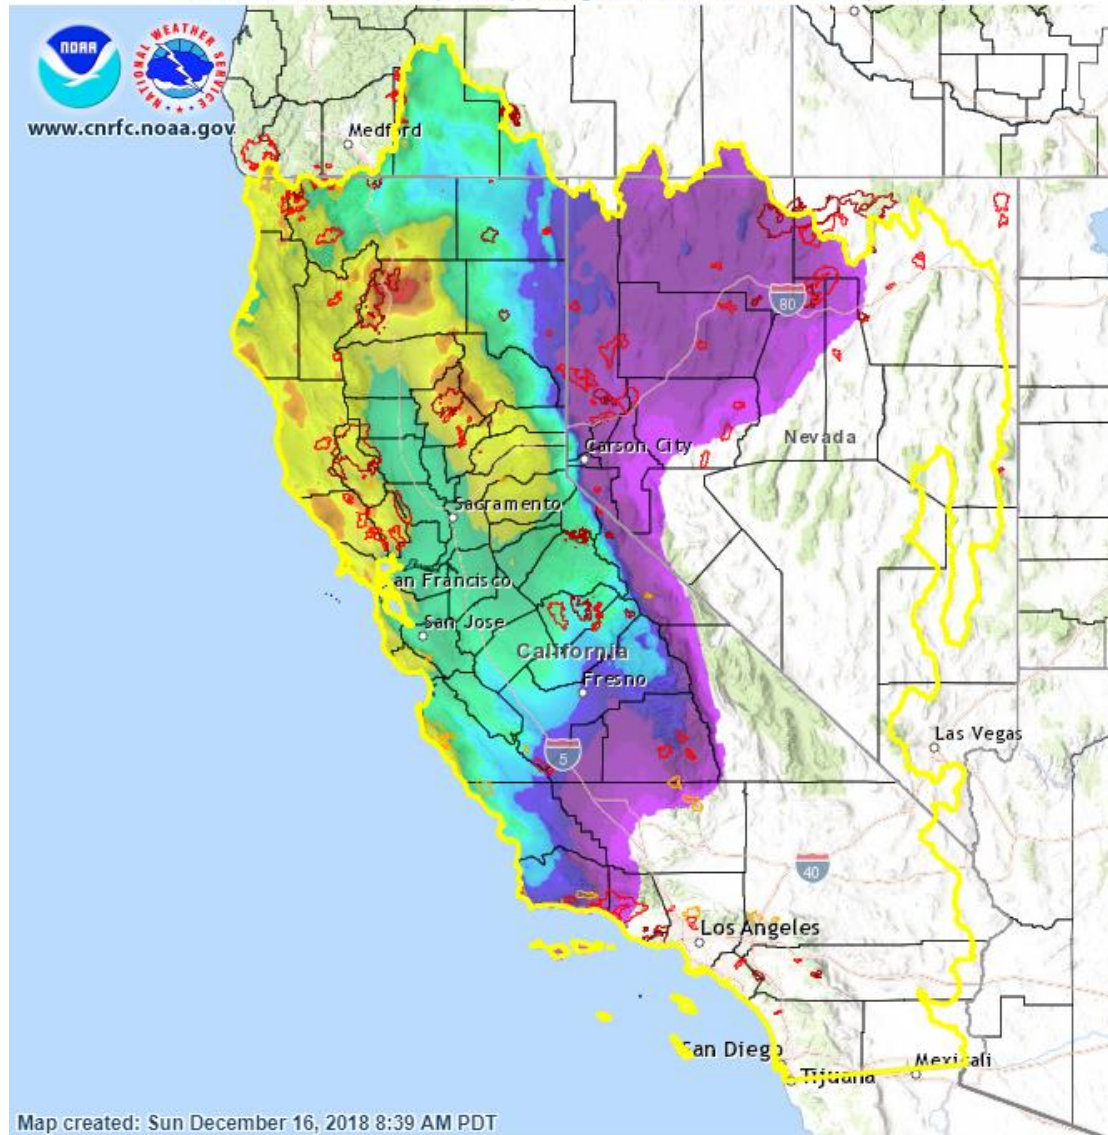 NOAA
NATIONAL WEATHER SERVICE
www.cnrfc.noaa.gov
Medford
80
Carson City
Nevada
Sacramento
an Francisco
San Jose
California
Fresno
Las Vegas
5
40
Los Angeles
San Diego
Mexicali
Tijuana
Map created: Sun December 16, 2018 8:39 AM PDT